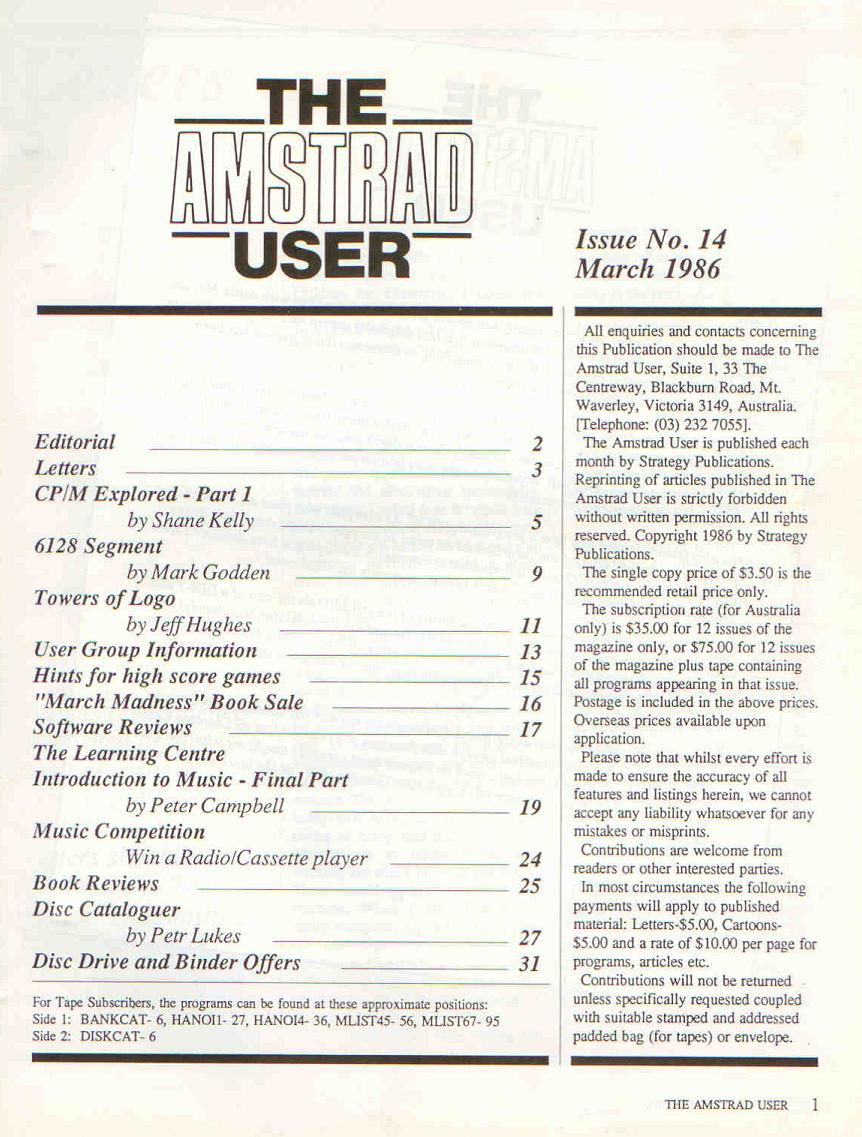 THE
AMSTRAD
USER
Issue No. 14
March 1986
Editorial 2
Letters 3
CP/M Explored - Part 1
by Shane Kelly 5
6128 Segment
by Mark Godden 9
Towers of Logo
by Jeff Hughes 11
User Group Information 13
Hints for high score games 15
"March Madness" Book Sale 16
Software Reviews 17
The Learning Centre
Introduction to Music - Final Part
by Peter Campbell 19
Music Competition
Win a Radio/Cassette player 24
Book Reviews 25
Disc Cataloguer
by Petr Lukes 27
Disc Drive and Binder Offers 31
For Tape Subscribers, the programs can be found at these approximate positions:
Side 1: BANKCAT- 6, HANOI1- 27, HANOI4- 36, MLIST45- 56, MLIST67- 95
Side 2: DISKCAT- 6
All enquiries and contacts concerning
this Publication should be made to The
Amstrad User, Suite 1, 33 The
Centreway, Blackburn Road, Mt.
Waverley, Victoria 3149, Australia.
[Telephone: (03) 232 7055].
The Amstrad User is published each
month by Strategy Publications.
Reprinting of articles published in The
Amstrad User is strictly forbidden
without written permission. All rights
reserved. Copyright 1986 by Strategy
Publications.
The single copy price of $3.50 is the
recommended retail price only.
The subscription rate (for Australia
only) is $35.00 for 12 issues of the
magazine only, or $75.00 for 12 issues
of the magazine plus tape containing
all programs appearing in that issue.
Postage is included in the above prices.
Overseas prices available upon
application.
Please note that whilst every effort is
made to ensure the accuracy of all
features and listings herein, we cannot
accept any liability whatsoever for any
mistakes or misprints.
Contributions are welcome from
readers or other interested parties.
In most circumstances the following
payments will apply to published
material: Letters-$5.00, Cartoons-
$5.00 and a rate of $10.00 per page for
programs, articles etc.
Contributions will not be returned
unless specifically requested coupled
with suitable stamped and addressed
padded bag (for tapes) or envelope.
THE AMSTRAD USER 1